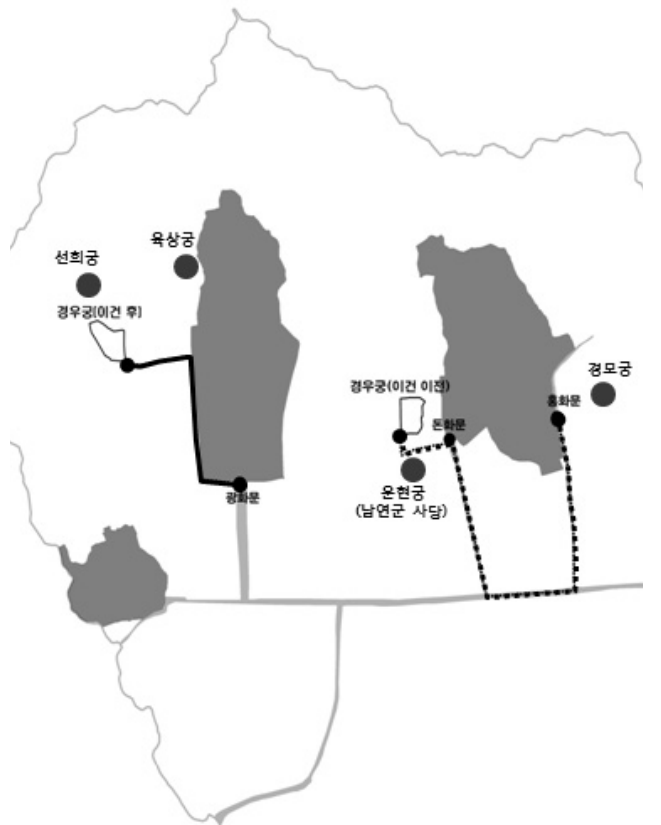 육상궁
선희궁
경우궁(이건 후)
경모궁
경우궁(이건 이전)
홍화문
돈화문
광화문
운현궁
(남연군 사당)